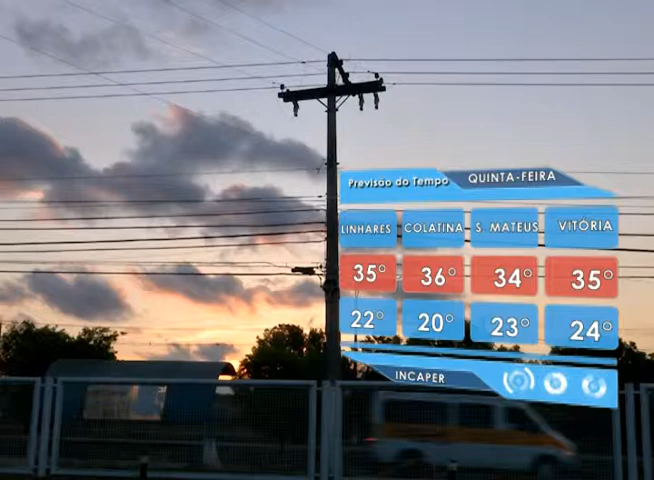 Previsão do Tempo QUINTA-FEIRA
LINHARES COLATINA S. MATEUS VITÓRIA
35° 36° 34° 35°
22° 20° 23° 24°
INCAPER